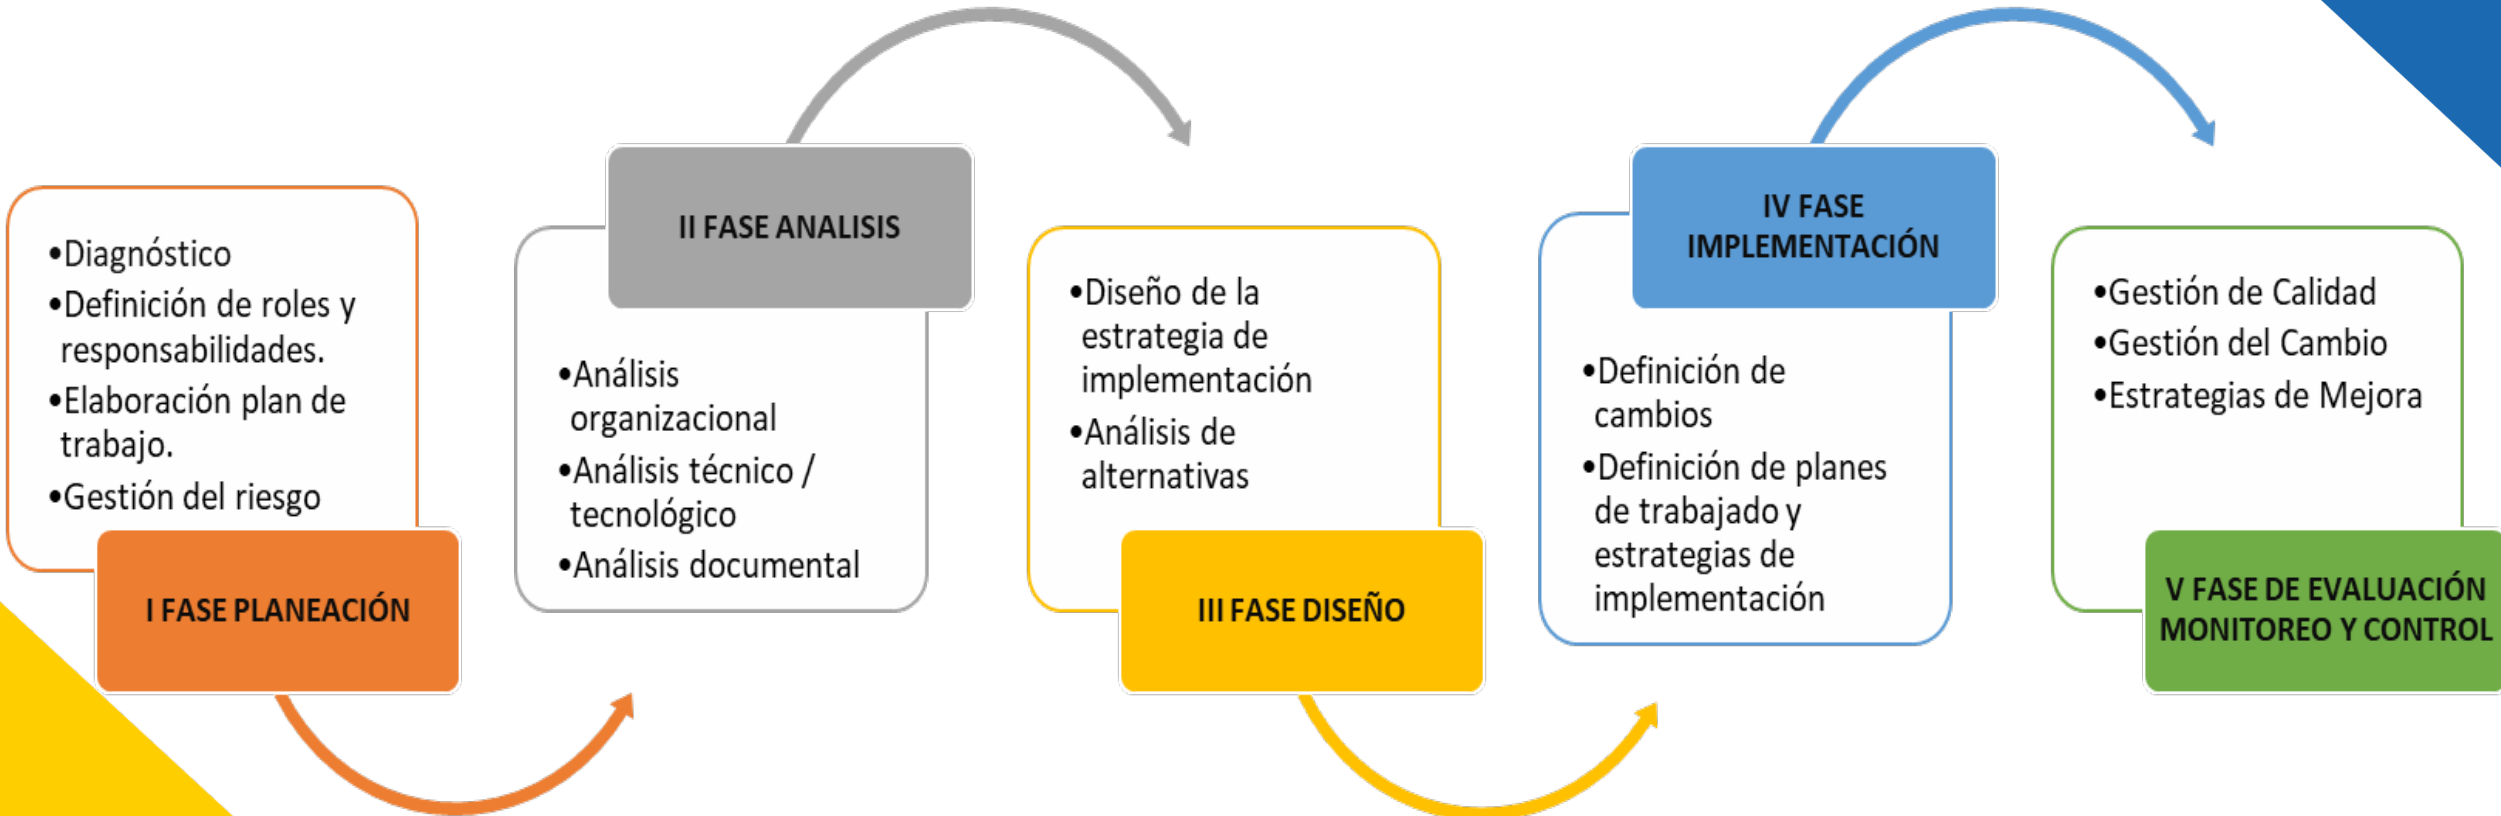 •Diagnóstico
•Definición de roles y
responsabilidades.
•Elaboración plan de
trabajo.
•Gestión del riesgo
I FASE PLANEACIÓN
II FASE ANALISIS
•Análisis
organizacional
•Análisis técnico /
tecnológico
•Análisis documental
•Diseño de la
estrategia de
implementación
•Análisis de
alternativas
III FASE DISEÑO
IV FASE
IMPLEMENTACIÓN
•Definición de
cambios
•Definición de planes
de trabajado y
estrategias de
implementación
•Gestión de Calidad
•Gestión del Cambio
•Estrategias de Mejora
V FASE DE EVALUACIÓN
MONITOREO Y CONTROL